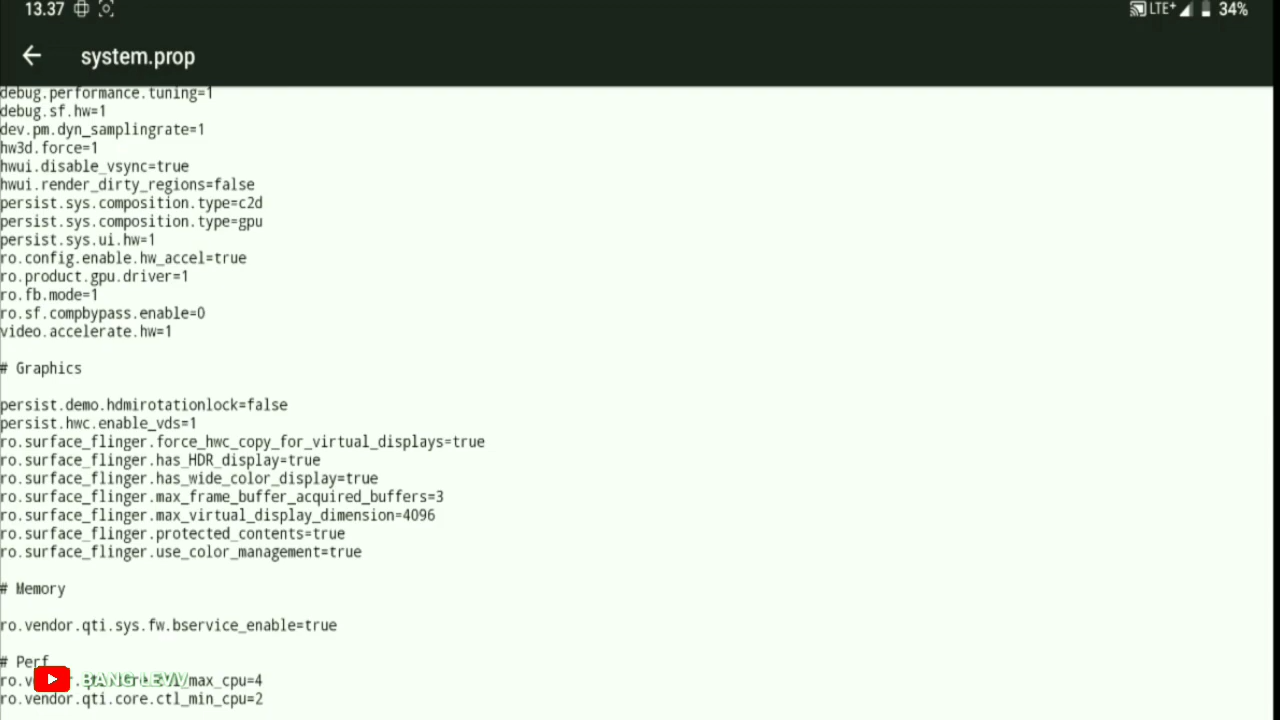 13.37 LTE+ 34%
system.prop
debug.performance.tuning=1
debug.sf.hw=1
dev.pm.dyn_samplingrate=1
hw3d.force=1
hwui.disable_vsync=true
hwui.render_dirty_regions=false
persist.sys.composition.type=c2d
persist.sys.composition.type=gpu
persist.sys.ui.hw=1
ro.config.enable.hw_accel=true
ro.product.gpu.driver=1
ro.fb.mode=1
ro.sf.compbypass.enable=0
video.accelerate.hw=1
# Graphics
persist.demo.hdmirotationlock=false
persist.hwc.enable_vds=1
ro.surface_flinger.force_hwc_copy_for_virtual_displays=true
ro.surface_flinger.has_HDR_display=true
ro.surface_flinger.has_wide_color_display=true
ro.surface_flinger.max_frame_buffer_acquired_buffers=3
ro.surface_flinger.max_virtual_display_dimension=4096
ro.surface_flinger.protected_contents=true
ro.surface_flinger.use_color_management=true
# Memory
ro.vendor.qti.sys.fw.bservice_enable=true
# Perf
BANG
max_cpu=4
ro.vendor.qti.core.ctl_min_cpu=2